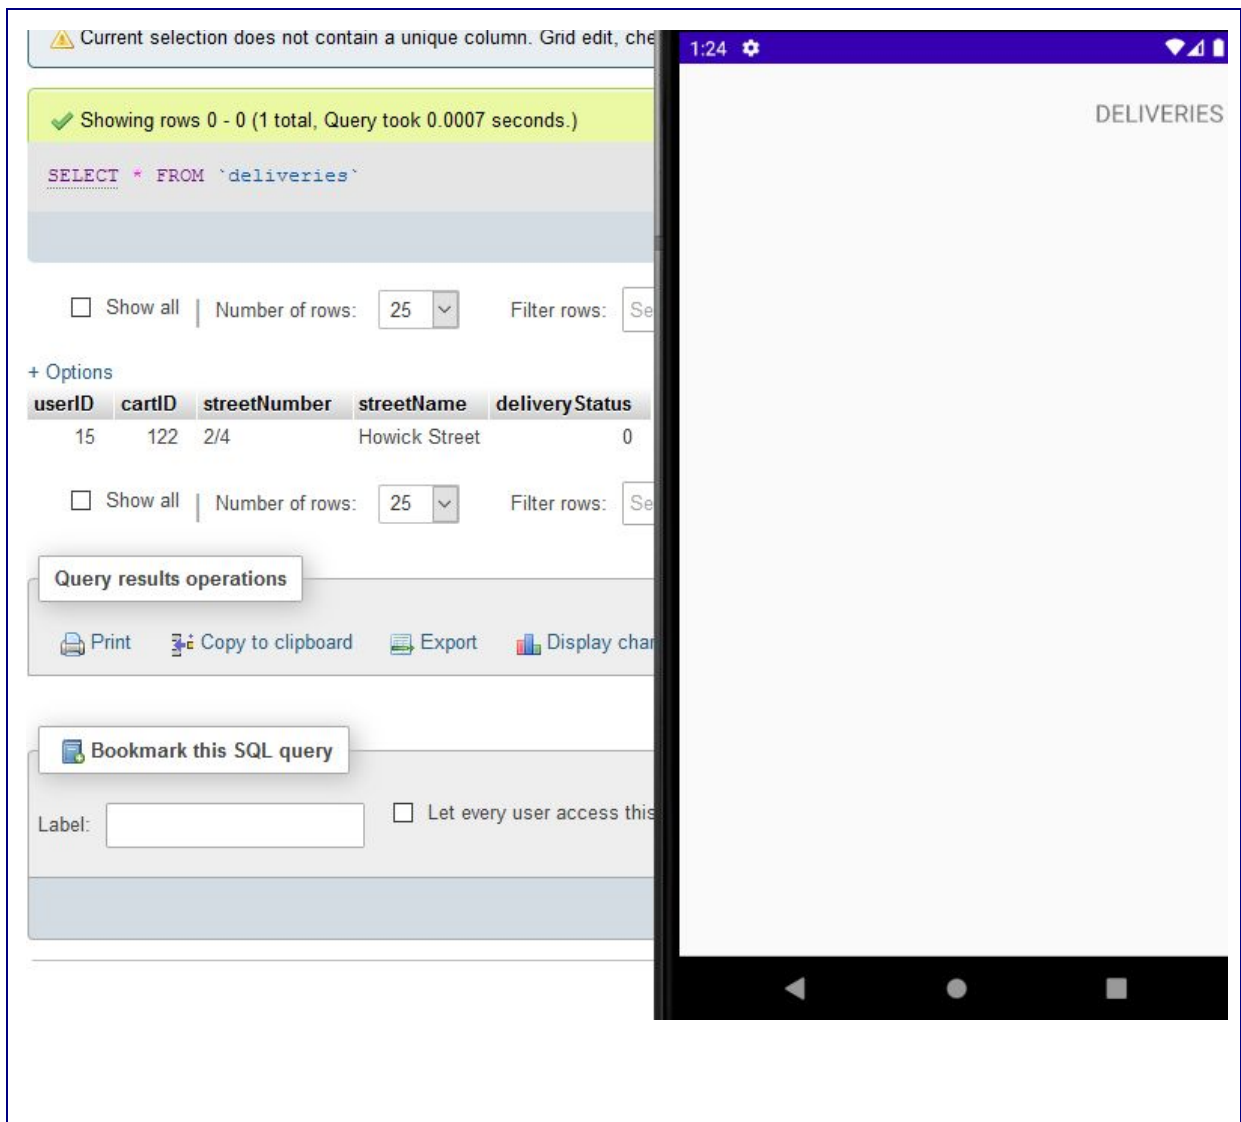 Current selection does not contain a unique column. Grid edit, che
Showing rows 0 - 0 (1 total, Query took 0.0007 seconds.)
SELECT * FROM `deliveries`
Show all | Number of rows: 25 Filter rows: Se
+ Options
userID cartID streetNumber streetName deliveryStatus
15 122 2/4 Howick Street 0
Show all | Number of rows: 25 Filter rows: Se
Query results operations
Print Copy to clipboard Export Display char
Bookmark this SQL query
Label: Let every user access this
1:24
DELIVERIES